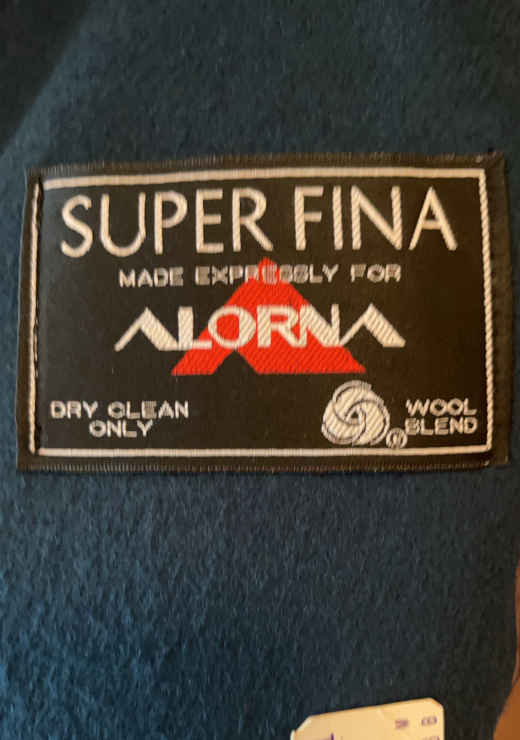 SUPER FINA
MADE EXPRESSLY FOR
ALORNA
DRY CLEAN
ONLY
WOOL
BLEND